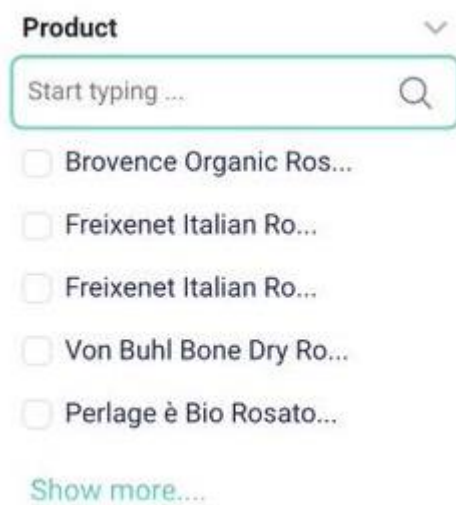 Product
Start typing ...
Brovence Organic Ros...
Freixenet Italian Ro...
Freixenet Italian Ro...
Von Buhl Bone Dry Ro...
Perlage è Bio Rosato...
Show more....